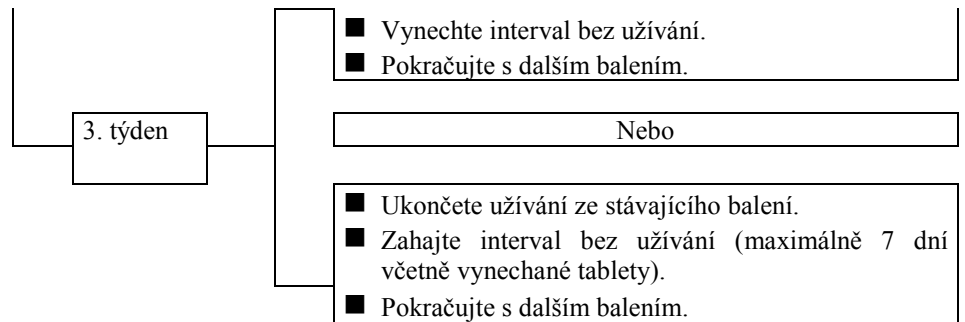 ■ Vynechte interval bez užívání.
■ Pokračujte s dalším balením.
3. týden
Nebo
■ Ukončete užívání ze stávajícího balení.
■ Zahajte interval bez užívání (maximálně 7 dní
včetně vynechané tablety).
■ Pokračujte s dalším balením.